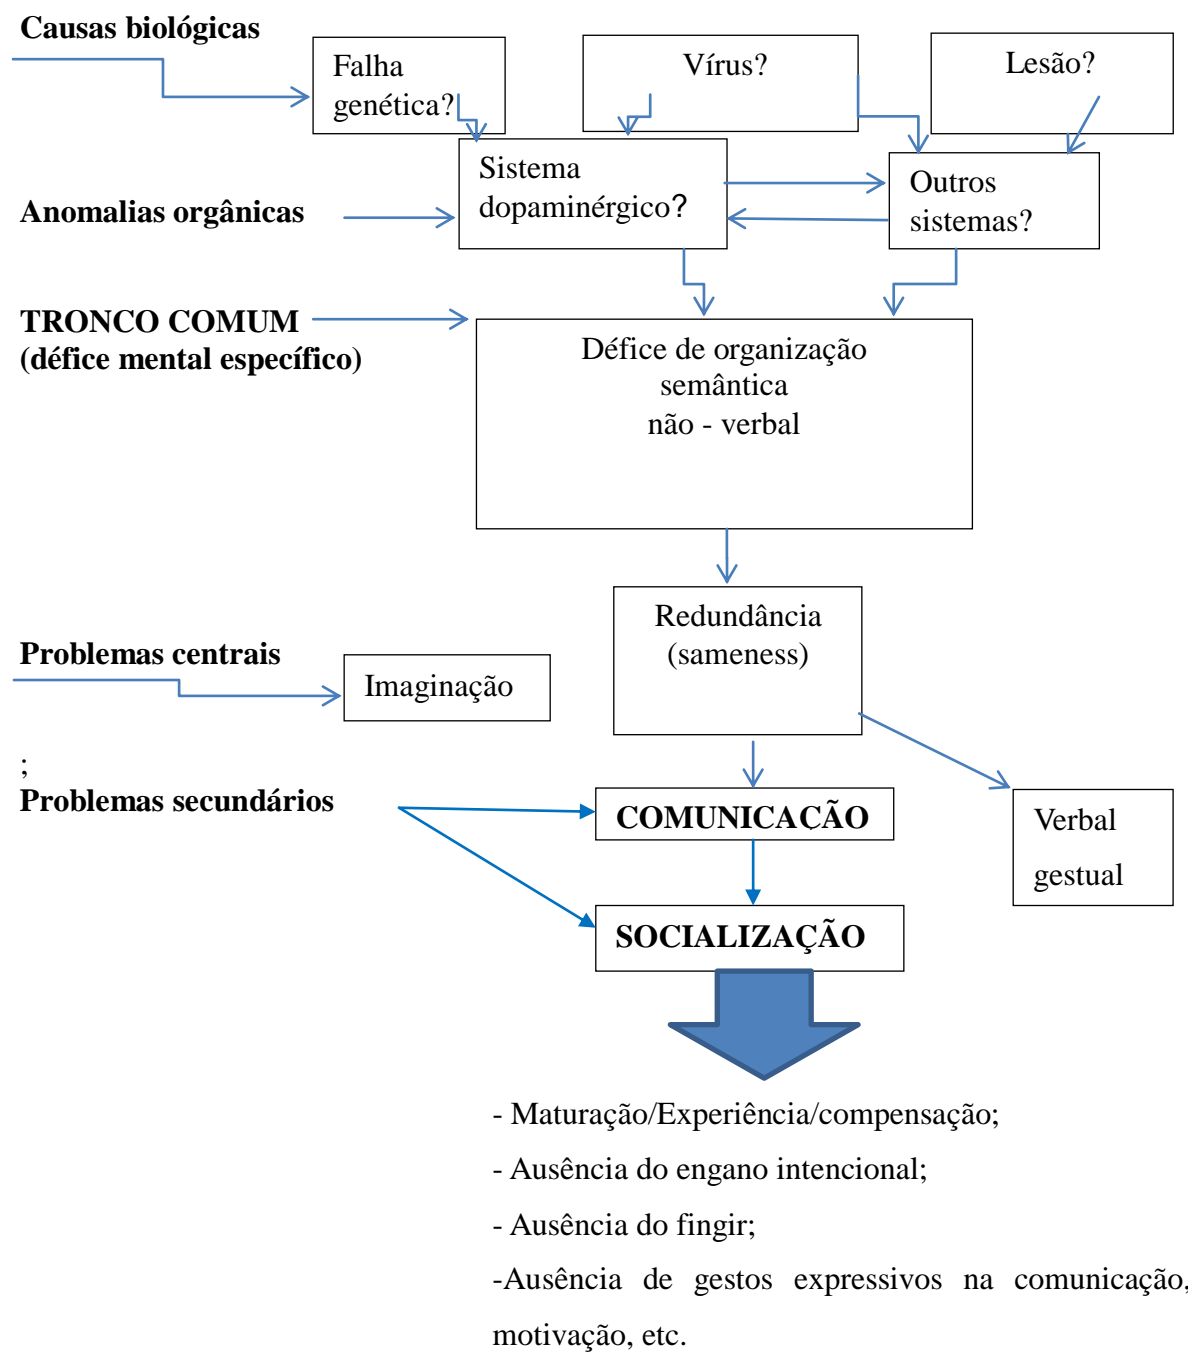 Causas biológicas
Falha
genética?
Vírus?
Lesão?
Anomalias orgânicas
Sistema
dopaminérgico?
Outros
sistemas?
TRONCO COMUM
(défice mental específico)
Défice de organização
semântica
não - verbal
Problemas centrais
Imaginação
Redundância
(sameness)
;
Problemas secundários
COMUNICAÇÃO
Verbal
gestual
SOCIALIZAÇÃO
- Maturação/Experiência/compensação;
- Ausência do engano intencional;
- Ausência do fingir;
-Ausência de gestos expressivos na comunicação,
motivação, etc.